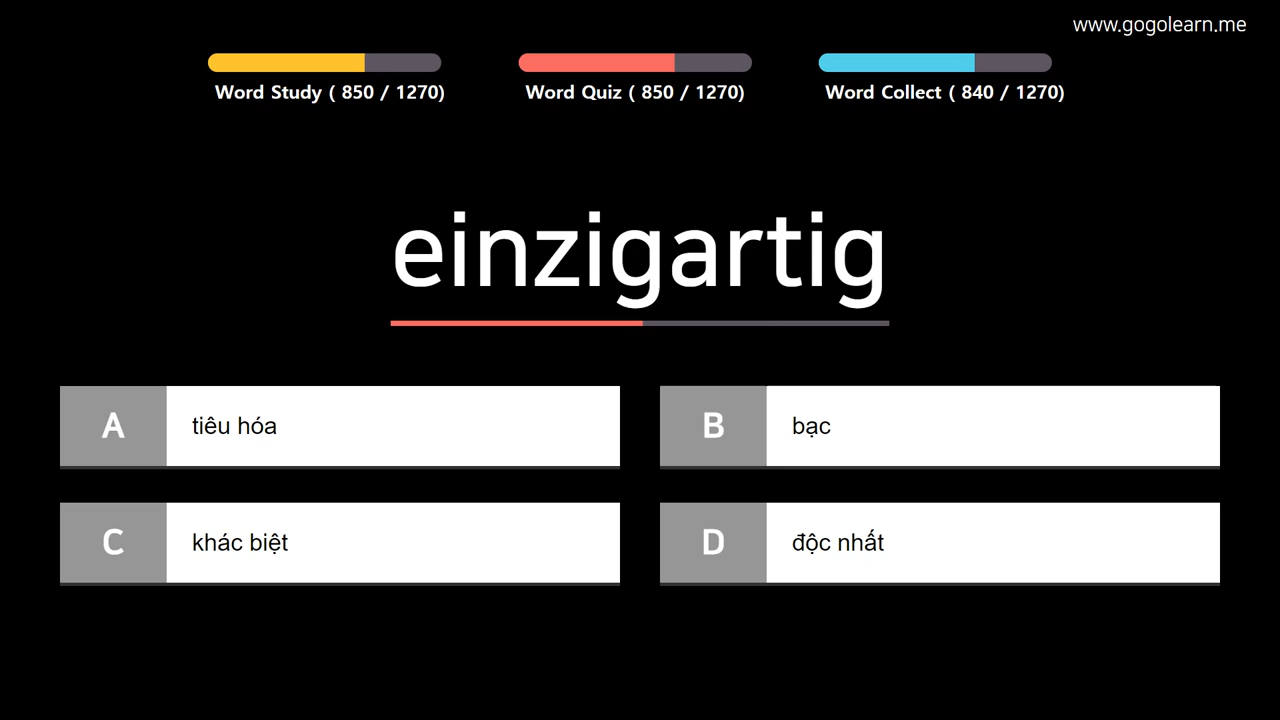 www.gogolearn.me
Word Study ( 850 / 1270)
Word Quiz ( 850 / 1270)
Word Collect ( 840 / 1270)
einzigartig
A tiêu hóa
B bạc
C khác biệt
D độc nhất